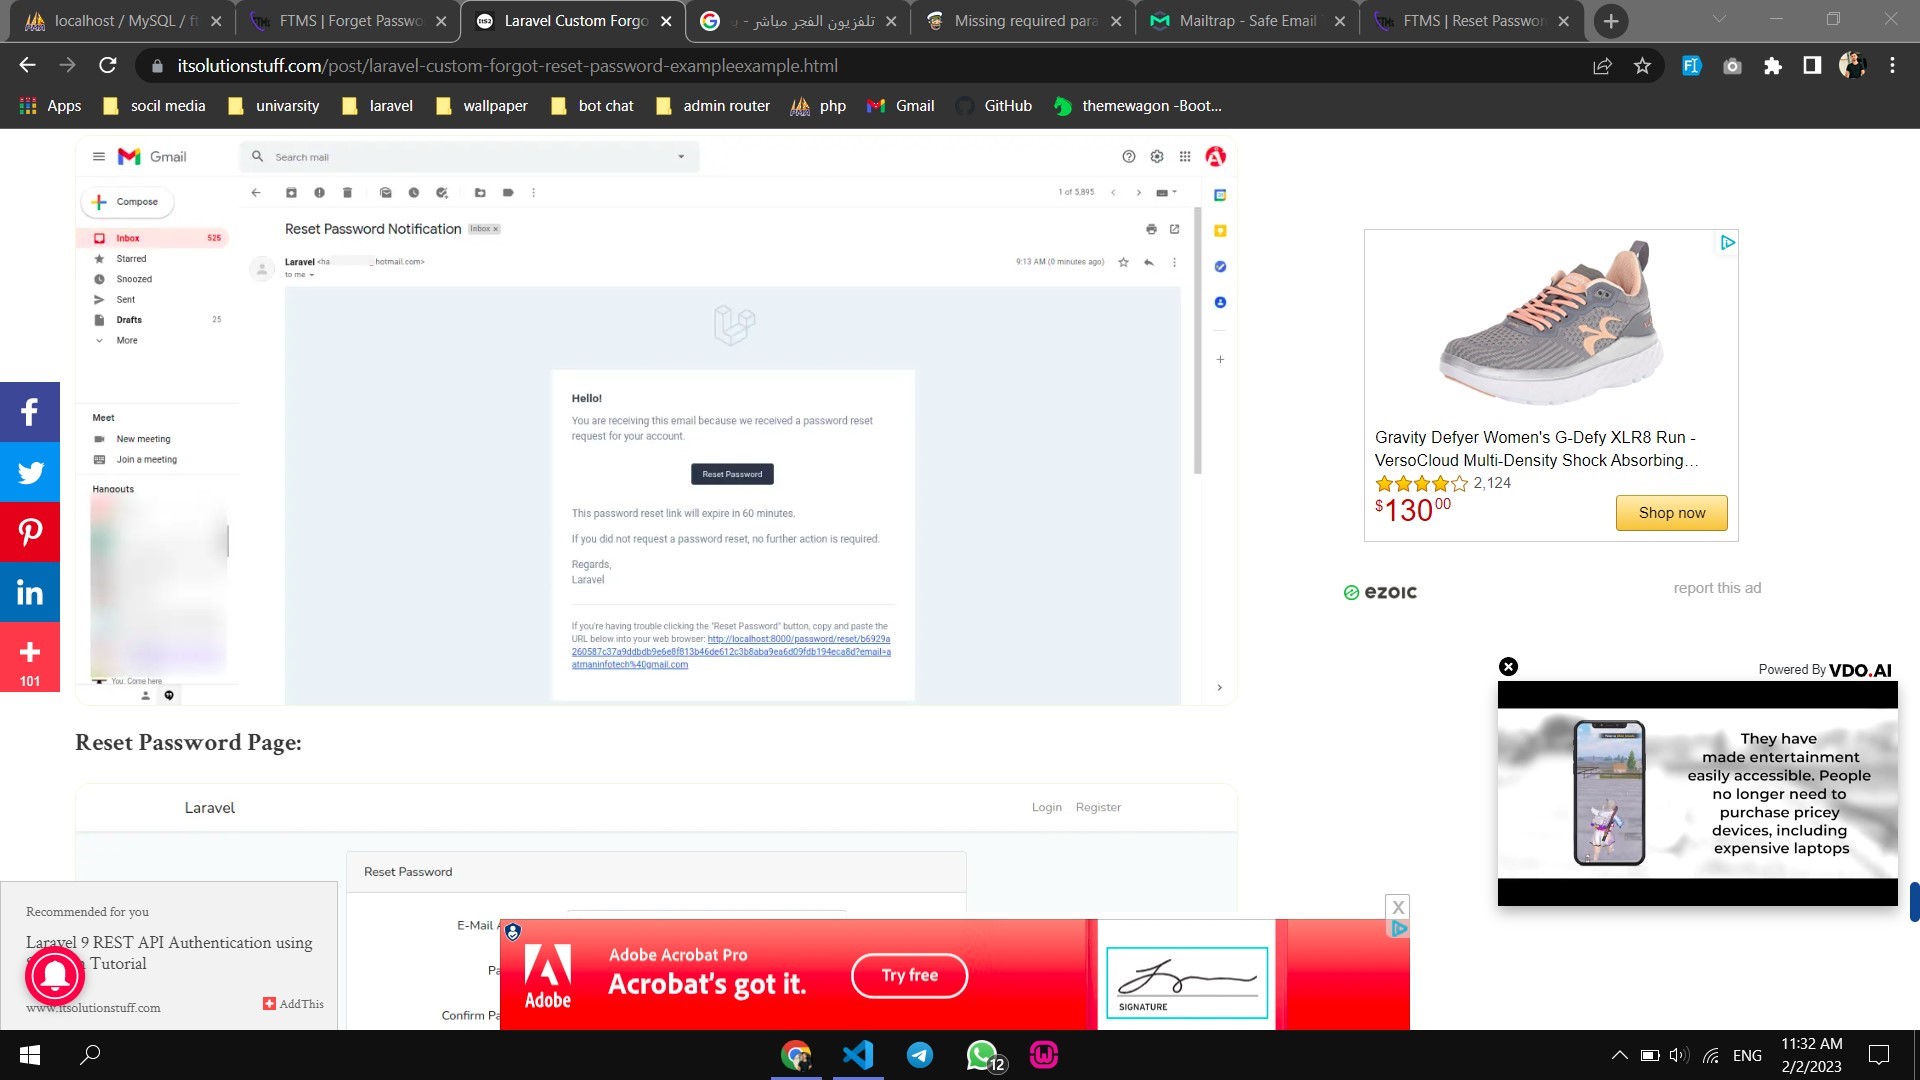 localhost / MySQL / ft
FTMS | Forget Passwo
Laravel Custom Forgo
تلفزيون الفجر مباشر - ب
Missing required para
Mailtrap - Safe Email
FTMS | Reset Passwor
itsolutionstuff.com/post/laravel-custom-forgot-reset-password-exampleexample.html
Apps
socil media
univarsity
laravel
wallpaper
bot chat
admin router
php
Gmail
GitHub
themewagon -Boot...
Gmail
Search mail
Compose
1 of 5,895
Inbox 525
Starred
Snoozed
Sent
Drafts 25
More
Meet
New meeting
Join a meeting
Hangouts
You: Come here
Reset Password Notification Inbox x
Laravel <ha _hotmail.com>
to me
9:13 AM (0 minutes ago)
Hello!
You are receiving this email because we received a password reset
request for your account.
Reset Password
This password reset link will expire in 60 minutes.
If you did not request a password reset, no further action is required.
Regards,
Laravel
If you're having trouble clicking the "Reset Password" button, copy and paste the
URL below into your web browser: http://localhost:8000/password/reset/b6929a
260587c37a9ddbdb9e6e8f813b46de612c3b8aba9ea6d09fdb194eca8d?email=a
atmaninfotech%40gmail.com
101
Gravity Defyer Women's G-Defy XLR8 Run -
VersoCloud Multi-Density Shock Absorbing...
2,124
$130 00
Shop now
ezoic
report this ad
Powered By VDO.AI
They have
made entertainment
easily accessible. People
no longer need to
purchase pricey
devices, including
expensive laptops
Reset Password Page:
Laravel
Login Register
Reset Password
E-Mail A
Pa
Confirm Pa
Recommended for you
Laravel 9 REST API Authentication using
Tutorial
www.itsolutionstuff.com
AddThis
Adobe
Adobe Acrobat Pro
Acrobat's got it.
Try free
SIGNATURE
X
12
ENG
11:32 AM
2/2/2023